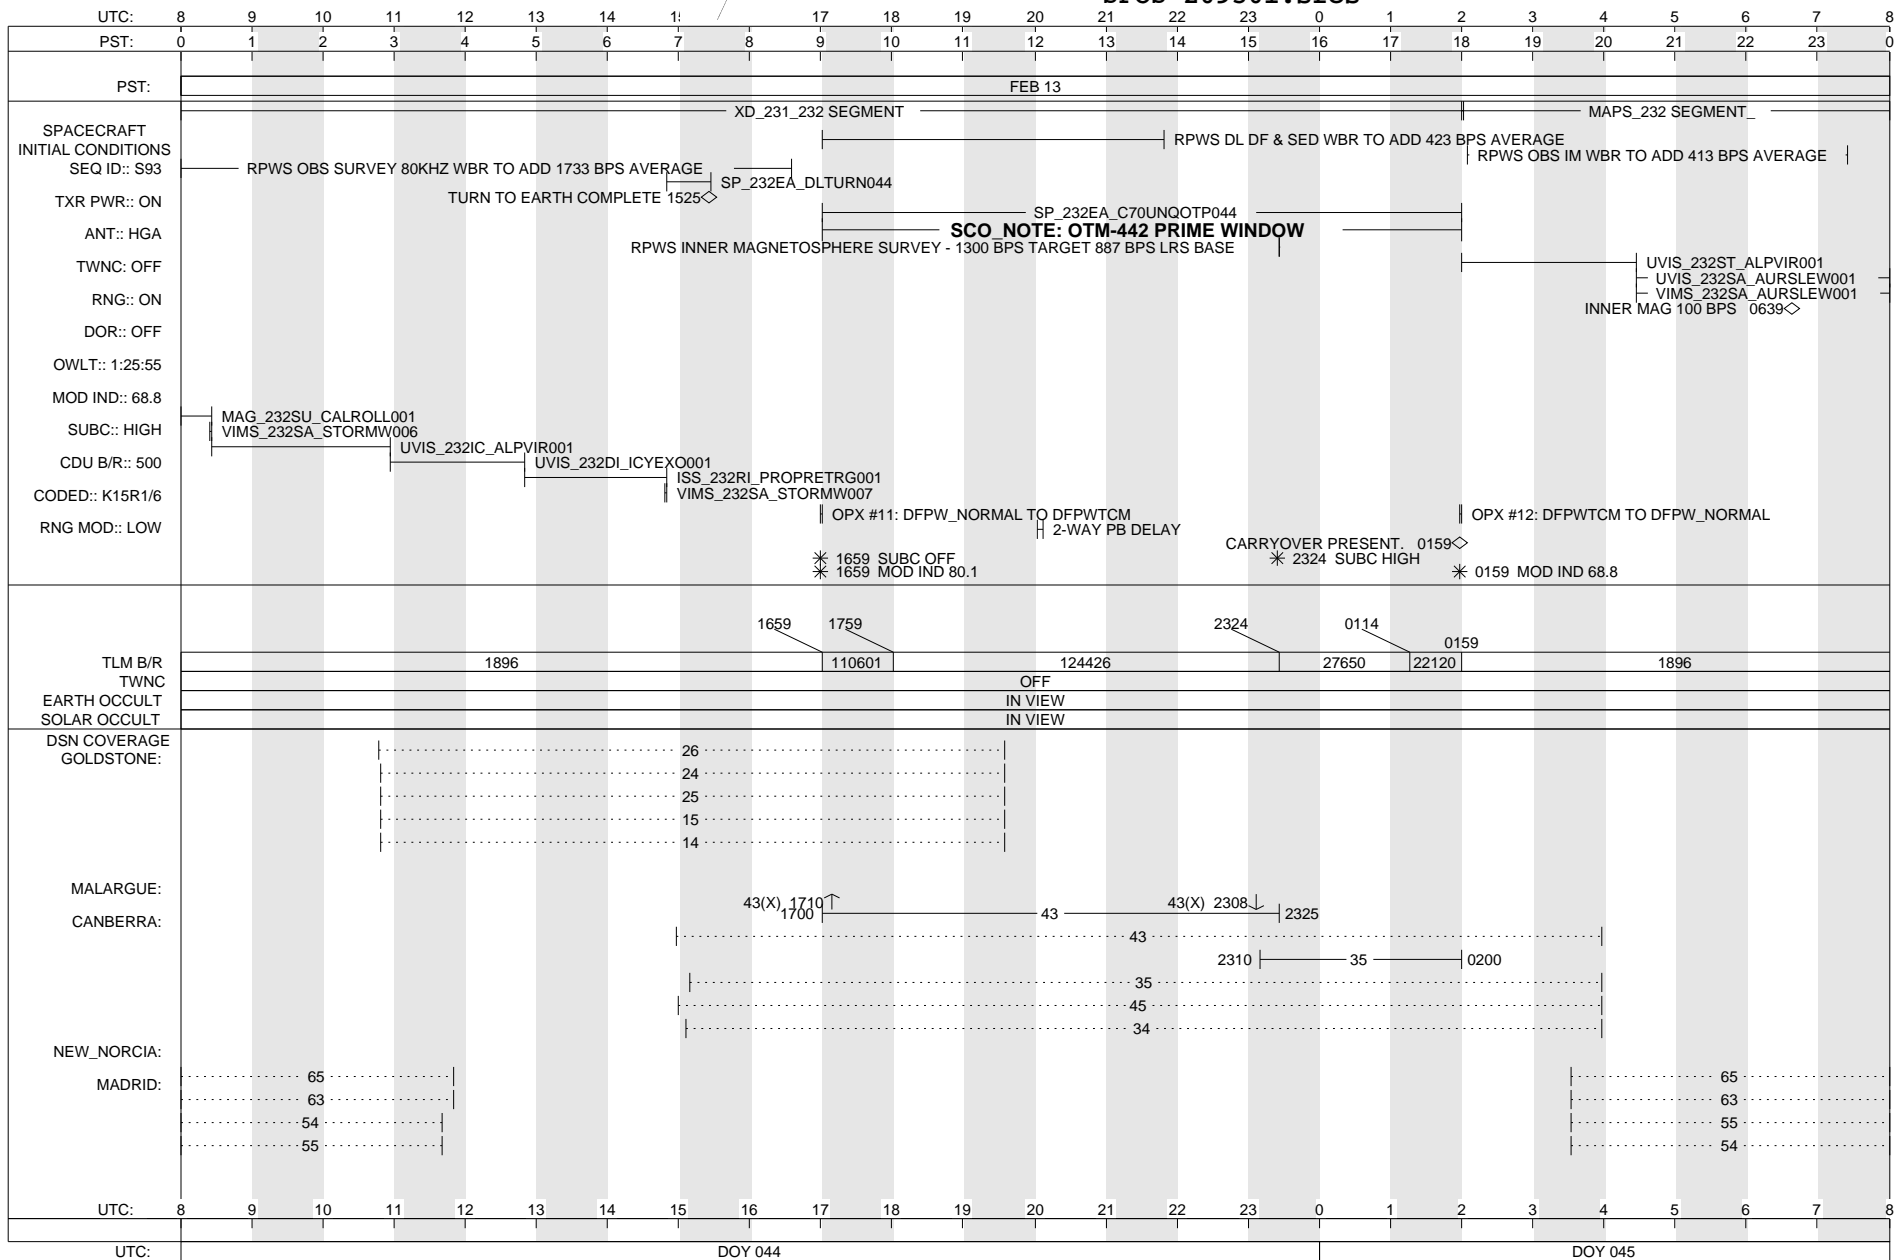 UTC: 8 9 10 11 12 13 14 17 18 19 20 21 22 23 0 1 2 3 4 5 6 7 8
PST: 0 1 2 3 4 5 6 7 8 9 10 11 12 13 14 15 16 17 18 19 20 21 22 23 0
PST: FEB 13
XD_231_232 SEGMENT MAPS_232 SEGMENT_
SPACECRAFT
INITIAL CONDITIONS
RPWS DL DF & SED WBR TO ADD 423 BPS AVERAGE
RPWS OBS IM WBR TO ADD 413 BPS AVERAGE
SEQ ID:: S93 RPWS OBS SURVEY 80KHZ WBR TO ADD 1733 BPS AVERAGE
SP_232EA_DLTURN044
TXR PWR:: ON TURN TO EARTH COMPLETE 1525
SP_232EA_C70UNQOTP044
ANT:: HGA SCO_NOTE: OTM-442 PRIME WINDOW
RPWS INNER MAGNETOSPHERE SURVEY - 1300 BPS TARGET 887 BPS LRS BASE
TWNC: OFF UVIS_232ST_ALPVIR001
UVIS_232SA_AURSLEW001
RNG:: ON VIMS_232SA_AURSLEW001
INNER MAG 100 BPS 0639
DOR:: OFF
OWLT:: 1:25:55
MOD IND:: 68.8
MAG_232SU_CALROLL001
SUBC:: HIGH VIMS_232SA_STORMW006
UVIS_232IC_ALPVIR001
CDU B/R:: 500 UVIS_232DI_ICYEXO001
ISS_232RI_PROPRETRG001
CODED:: K15R1/6 VIMS_232SA_STORMW007
OPX #11: DFPW_NORMAL TO DFPWTCM OPX #12: DFPWTCM TO DFPW_NORMAL
RNG MOD:: LOW 2-WAY PB DELAY
CARRYOVER PRESENT. 0159
1659 SUBC OFF 2324 SUBC HIGH
1659 MOD IND 80.1 0159 MOD IND 68.8
1659 1759 2324 0114
0159
TLM B/R 1896 110601 124426 27650 22120 1896
TWNC OFF
EARTH OCCULT IN VIEW
SOLAR OCCULT IN VIEW
DSN COVERAGE
GOLDSTONE: 26
24
25
15
14
MALARGUE:
43(X) 1710 43(X) 2308
CANBERRA: 1700 43 2325
43
2310 35 0200
35
45
34
NEW_NORCIA:
MADRID: 65 65
63 63
54 55
55 54
UTC: 8 9 10 11 12 13 14 15 16 17 18 19 20 21 22 23 0 1 2 3 4 5 6 7 8
UTC: DOY 044 DOY 045